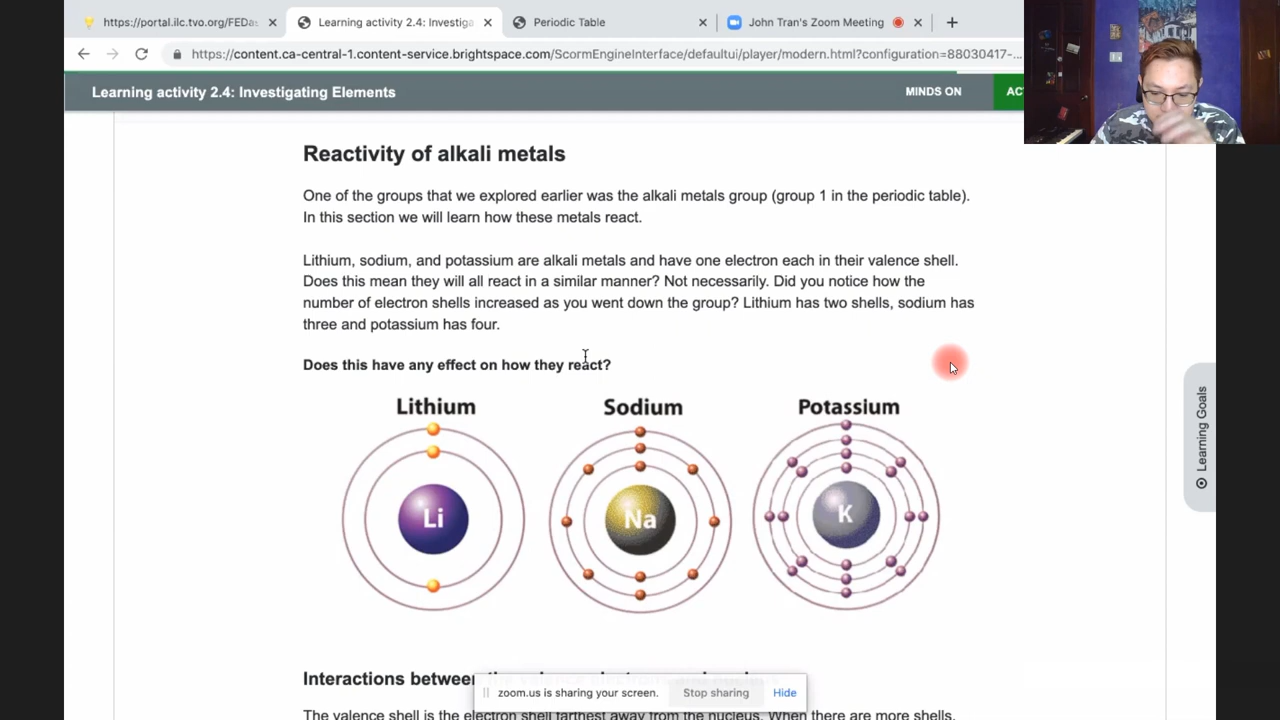 https://portal.ilc.tvo.org/FEDas
Learning activity 2.4: Investiga
Periodic Table
John Tran's Zoom Meeting
https://content.ca-central-1.content-service.brightspace.com/ScormEngineInterface/defaultui/player/modern.html?configuration=88030417-...
Learning activity 2.4: Investigating Elements
MINDS ON
AC
Reactivity of alkali metals
One of the groups that we explored earlier was the alkali metals group (group 1 in the periodic table).
In this section we will learn how these metals react.
Lithium, sodium, and potassium are alkali metals and have one electron each in their valence shell.
Does this mean they will all react in a similar manner? Not necessarily. Did you notice how the
number of electron shells increased as you went down the group? Lithium has two shells, sodium has
three and potassium has four.
Does this have any effect on how they react?
Lithium
Sodium
Potassium
Li
Na
K
Learning Goals
Interactions between
zoom.us is sharing your screen.
Stop sharing
Hide
The valence shell is the electron shell farthest away from the nucleus. When there are more shells,